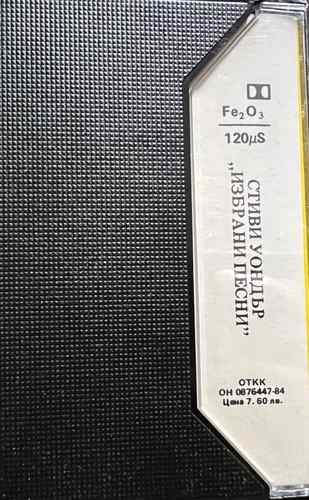 Fe₂O₃
120µS
СТИВИ УОНДЪР
„ИЗБРАНИ ПЕСНИ”
ОТКК
ОН 0876447-84
Цена 7. 60 лв.